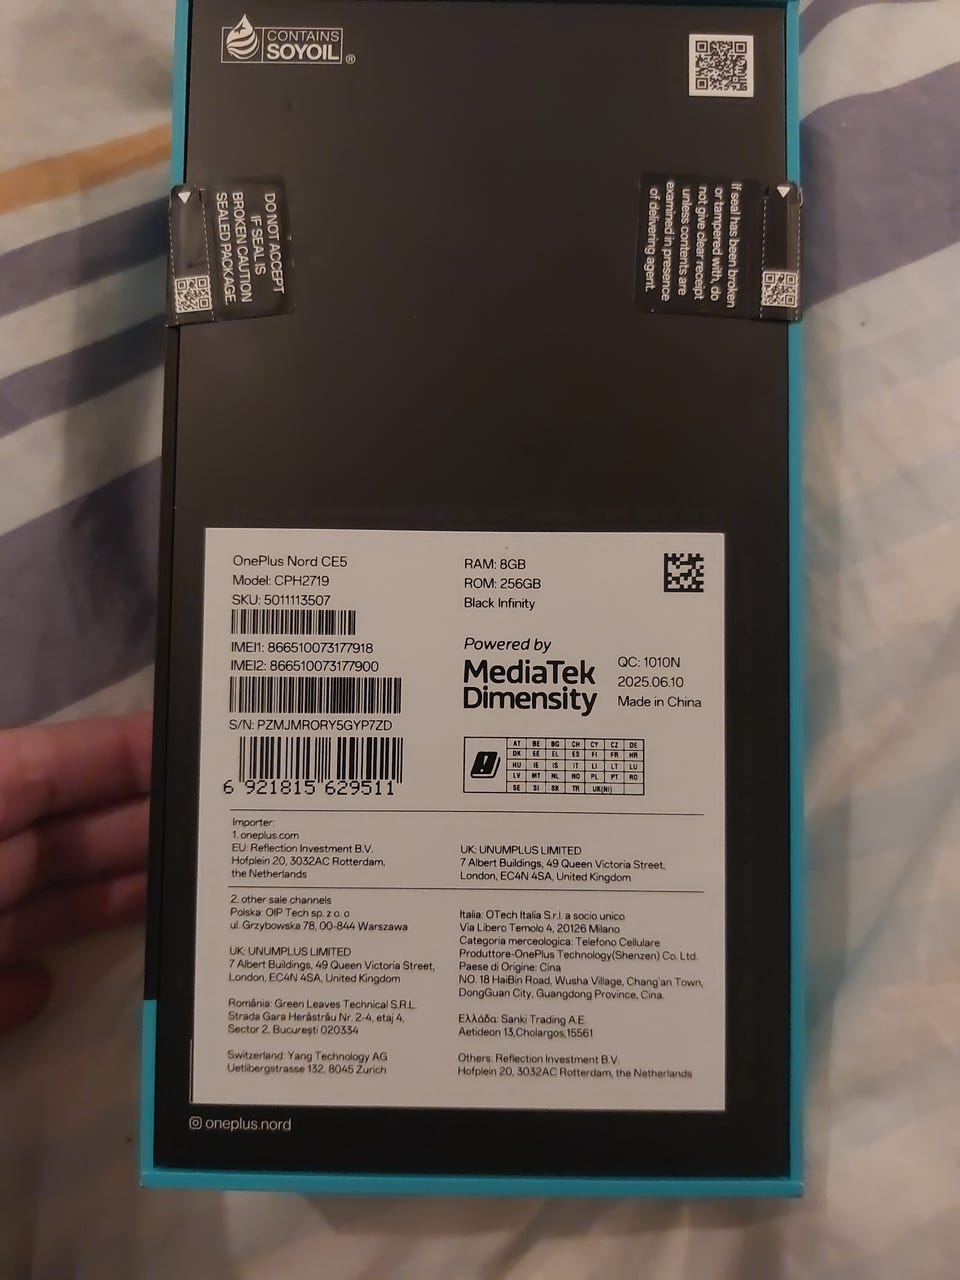 CONTAINS
SOYOIL®
DO NOT ACCEPT
IF SEAL IS
BROKEN CAUTION
SEALED PACKAGE.
If seal has been broken
or tampered with, do
not give clear receipt
unless contents are
examined in presence
of delivering agent.
OnePlus Nord CE5
Model: CPH2719
SKU: 5011113507
IMEI1: 866510073177918
IMEI2: 866510073177900
S/N: PZMJMRORY5GYP7ZD
6 921815 629511
RAM: 8GB
ROM: 256GB
Black Infinity
Powered by
MediaTek
Dimensity
QC: 1010N
2025.06.10
Made in China
AT BE BG CH CY CZ DE
DK EE EL ES FI FR HR
HU IE IS IT LI LT LU
LV MT NL NO PL PT RO
SE SI SK TR UK(NI)
Importer:
1. oneplus.com
EU: Reflection Investment B.V.
Hofplein 20, 3032AC Rotterdam,
the Netherlands
UK: UNUMPLUS LIMITED
7 Albert Buildings, 49 Queen Victoria Street,
London, EC4N 4SA, United Kingdom
2. other sale channels
Polska: OIP Tech sp. z o. o
ul. Grzybowska 78, 00-844 Warszawa
UK: UNUMPLUS LIMITED
7 Albert Buildings, 49 Queen Victoria Street,
London, EC4N 4SA, United Kingdom
România: Green Leaves Technical S.R.L.
Strada Gara Herăstrău Nr. 2-4, etaj 4,
Sector 2, București 020334
Switzerland: Yang Technology AG
Uetlibergstrasse 132, 8045 Zurich
Italia: OTech Italia S.r.l. a socio unico
Via Libero Temolo 4, 20126 Milano
Categoria merceologica: Telefono Cellulare
Produttore-OnePlus Technology(Shenzen) Co. Ltd.
Paese di Origine: Cina
NO. 18 HaiBin Road, Wusha Village, Chang'an Town,
DongGuan City, Guangdong Province, Cina.
Ελλάδα: Sanki Trading A.E.
Aetideon 13,Cholargos,15561
Others: Reflection Investment B.V.
Hofplein 20, 3032AC Rotterdam, the Netherlands
oneplus.nord